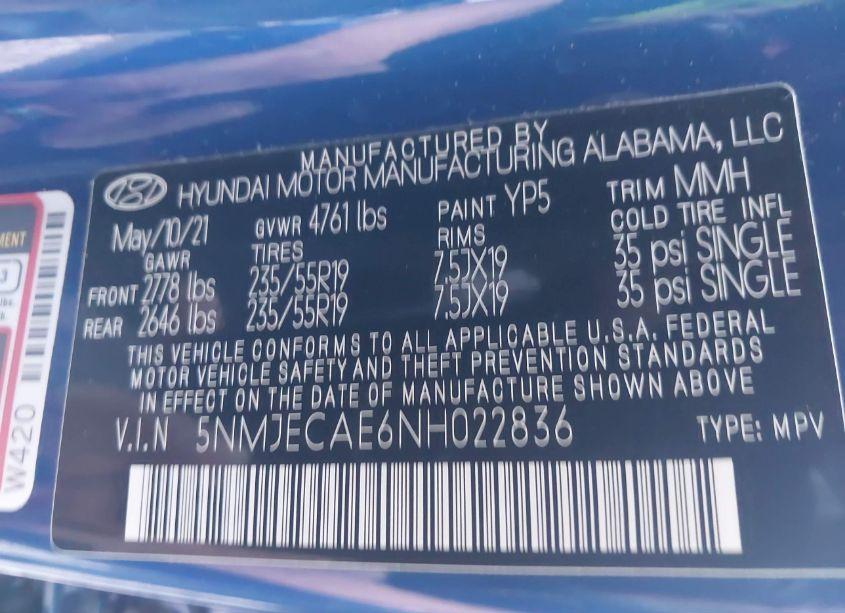 MANUFACTURED BY
HYUNDAI MOTOR MANUFACTURING ALABAMA, LLC
May/10/21 GVWR 4761 lbs PAINT YP5 TRIM MMH
GAWR TIRES RIMS COLD TIRE INFL
FRONT 2778 lbs 235/55R19 7.5JX19 35 psi SINGLE
REAR 2646 lbs 235/55R19 7.5JX19 35 psi SINGLE
THIS VEHICLE CONFORMS TO ALL APPLICABLE U.S.A. FEDERAL
MOTOR VEHICLE SAFETY AND THEFT PREVENTION STANDARDS
IN EFFECT ON THE DATE OF MANUFACTURE SHOWN ABOVE
V.I.N 5NMJECAE6NH022836 TYPE: MPV
W420